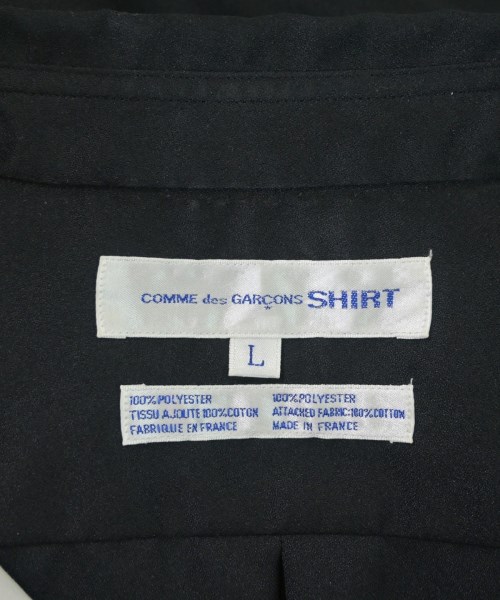 COMME des GARÇONS SHIRT
L
100% POLYESTER
TISSU AJOUTE 100% COTON
FABRIQUE EN FRANCE
100% POLYESTER
ATTACHED FABRIC: 100% COTTON
MADE IN FRANCE